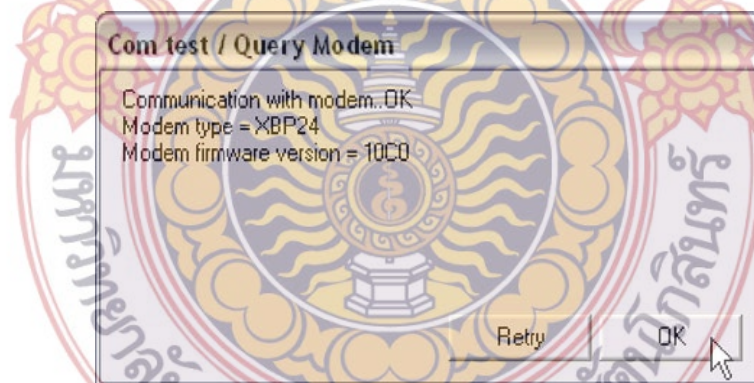 Com test / Query Modem
Communication with modem..OK
Modem type = XBP24
Modem firmware version = 10C0
Retry
OK